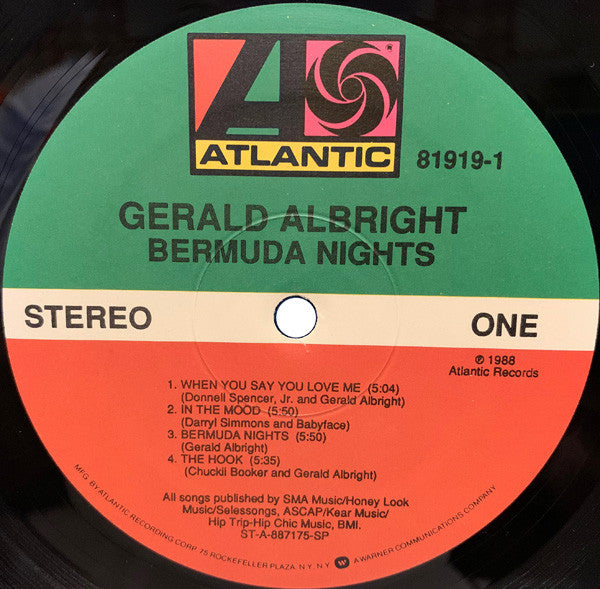 ATLANTIC
81919-1
GERALD ALBRIGHT
BERMUDA NIGHTS
STEREO
ONE
℗ 1988
Atlantic Records
1. WHEN YOU SAY YOU LOVE ME (5:04)
(Donnell Spencer, Jr. and Gerald Albright)
2. IN THE MOOD (5:50)
(Darryl Simmons and Babyface)
3. BERMUDA NIGHTS (5:50)
(Gerald Albright)
4. THE HOOK (5:35)
(Chuckii Booker and Gerald Albright)
All songs published by SMA Music/Honey Look
Music/Selessongs, ASCAP/Kear Music/
Hip Trip-Hip Chic Music, BMI.
ST-A-887175-SP
MFG. BY ATLANTIC RECORDING CORP. 75 ROCKEFELLER PLAZA, N.Y. N.Y. A WARNER COMMUNICATIONS COMPANY